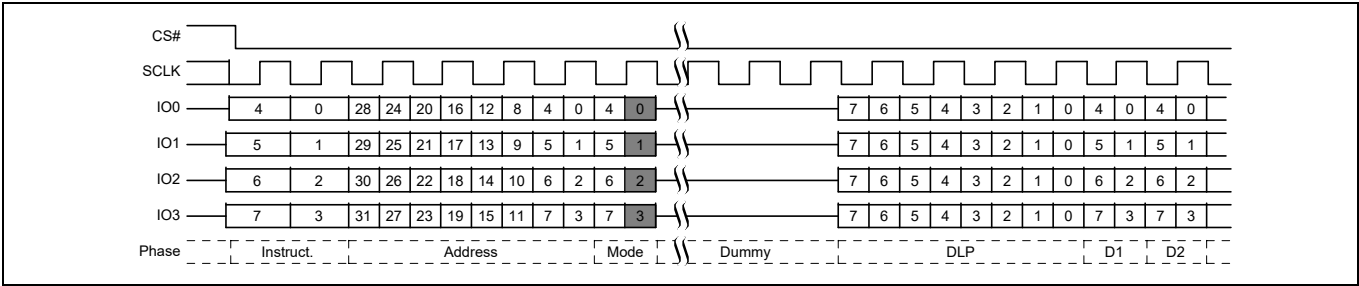 CS#
SCLK
IO0 4 0 28 24 20 16 12 8 4 0 4 0 7 6 5 4 3 2 1 0 4 0 4 0
IO1 5 1 29 25 21 17 13 9 5 1 5 1 7 6 5 4 3 2 1 0 5 1 5 1
IO2 6 2 30 26 22 18 14 10 6 2 6 2 7 6 5 4 3 2 1 0 6 2 6 2
IO3 7 3 31 27 23 19 15 11 7 3 7 3 7 6 5 4 3 2 1 0 7 3 7 3
Phase Instruct. Address Mode Dummy DLP D1 D2